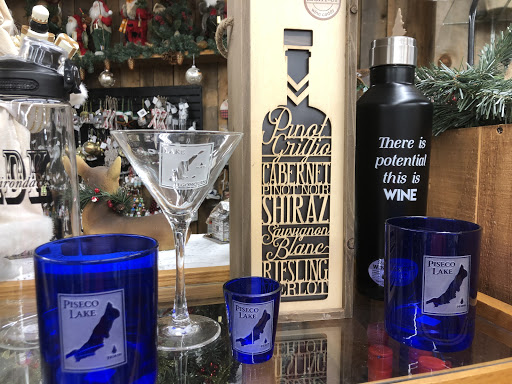 Pinot
Grigio
CABERNET
PINOT NOIR
SHIRAZ
Sauvignon
Blanc
RIESLING
MERLOT
There is
potential
this is
WINE
PISECO
LAKE
PISECO
LAKE
PISECO
LAKE